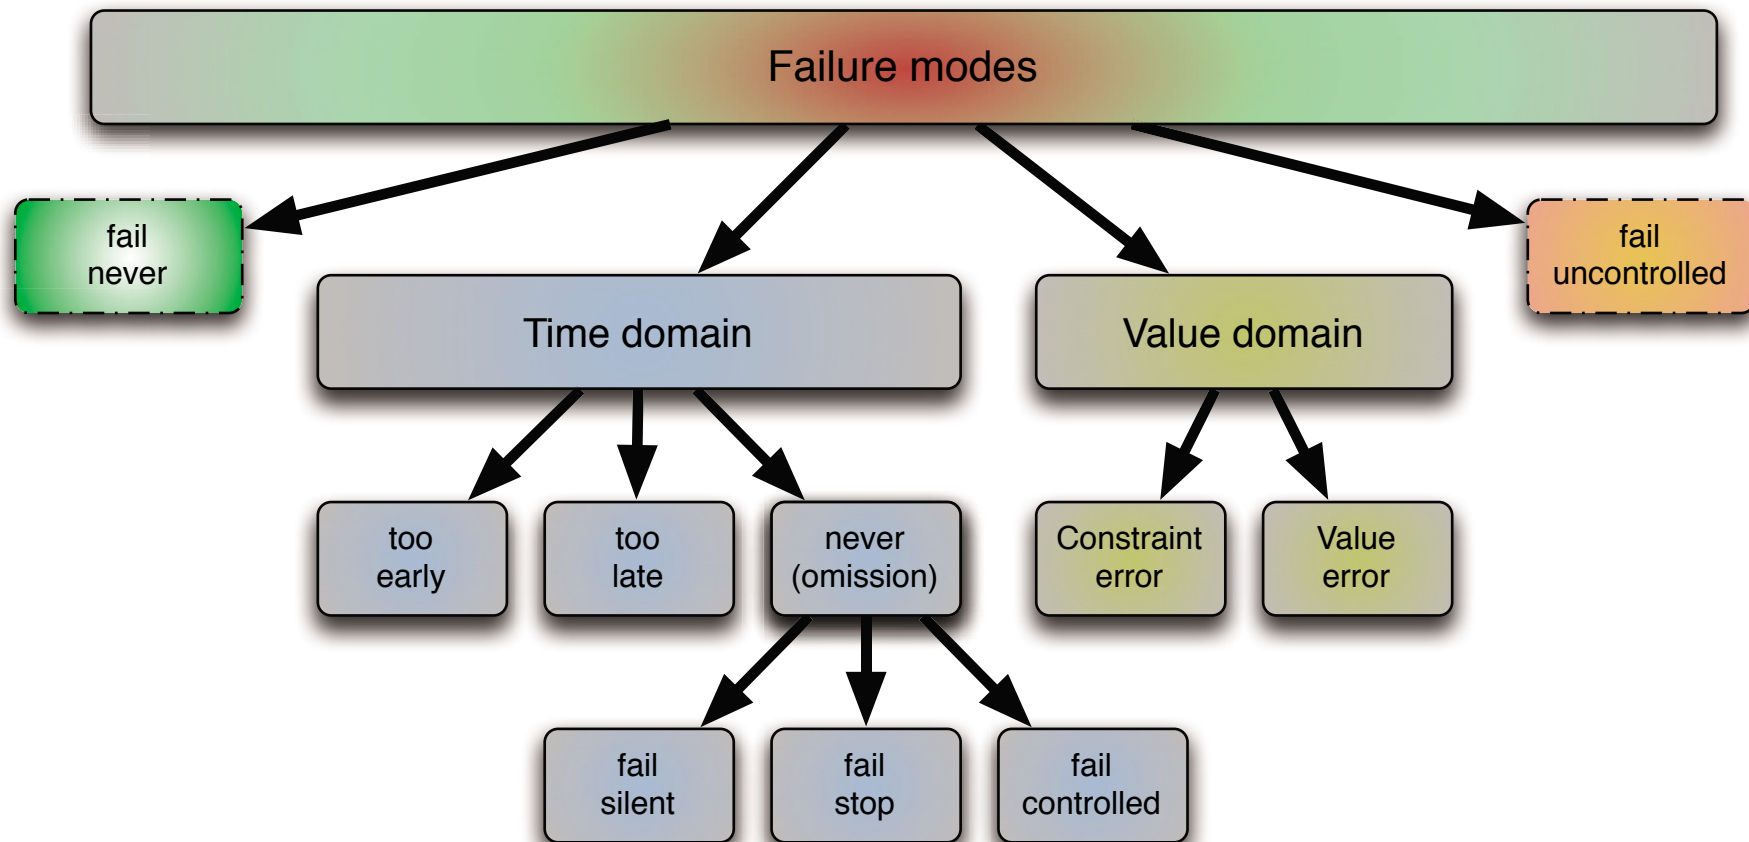 Failure modes
fail
never
fail
uncontrolled
Time domain
Value domain
too
early
too
late
never
(omission)
Constraint
error
Value
error
fail
silent
fail
stop
fail
controlled